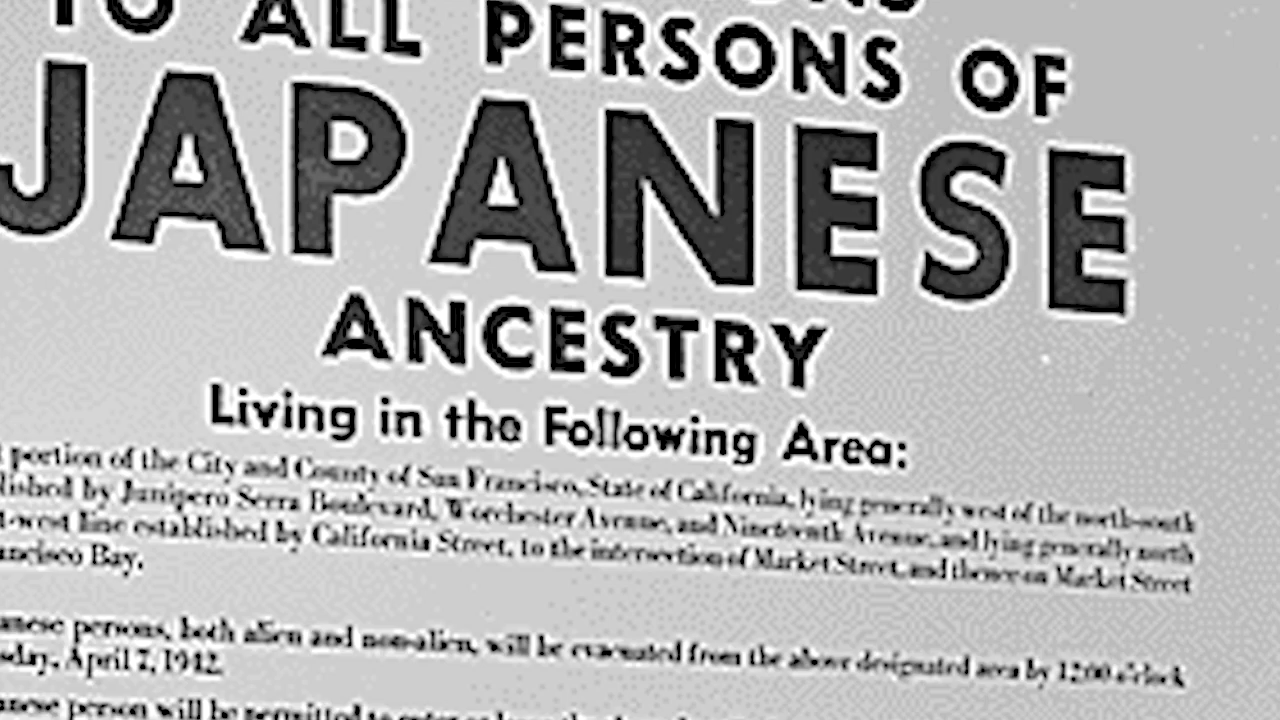 TO ALL PERSONS OF
JAPANESE
ANCESTRY
Living in the Following Area:
portion of the City and County of San Francisco, State of California, lying generally west of the north-south
lished by Junipero Serra Boulevard, Worchester Avenue, and Nineteenth Avenue, and lying generally north
t-west line established by California Street, to the intersection of Market Street, and thence on Market Street
ancisco Bay.
anese persons, both alien and non-alien, will be evacuated from the above designated area by 12:00 o'clock
sday, April 7, 1942.
anese person will be permitted to enter or